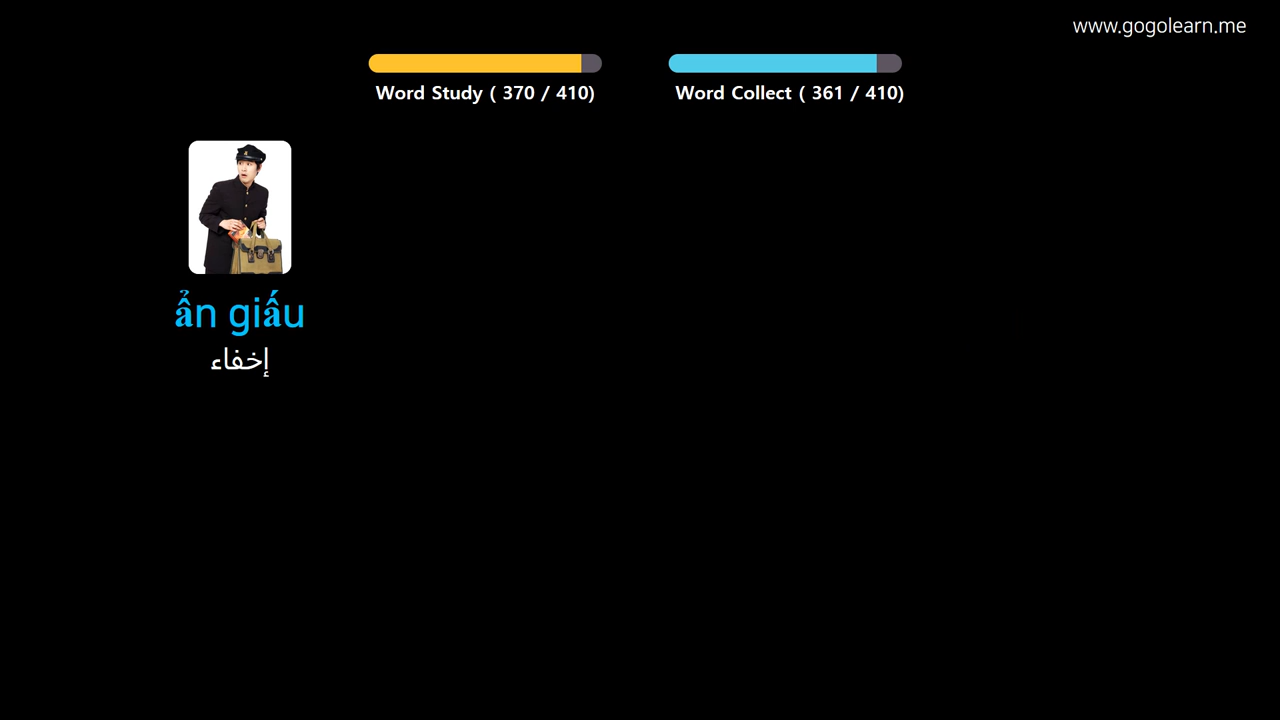 www.gogolearn.me
Word Study ( 370 / 410)
Word Collect ( 361 / 410)
ẩn giấu
إخفاء